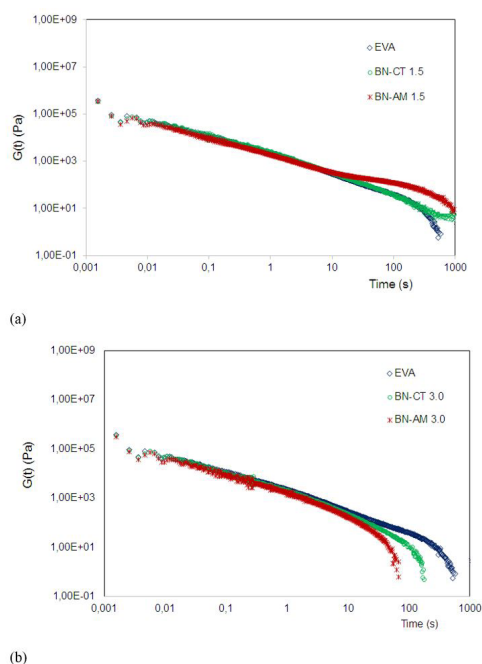 1,00E+09
EVA
1,00E+07
BN-CT 1.5
BN-AM 1.5
1,00E+05
G(t) (Pa)
1,00E+03
1,00E+01
1,00E-01
0,001 0,01 0,1 1 10 100 1000
Time (s)
(a)
1,00E+09
EVA
1,00E+07
BN-CT 3.0
BN-AM 3.0
1,00E+05
G(t) (Pa)
1,00E+03
1,00E+01
1,00E-01
0,001 0,01 0,1 1 10 100 1000
Time (s)
(b)